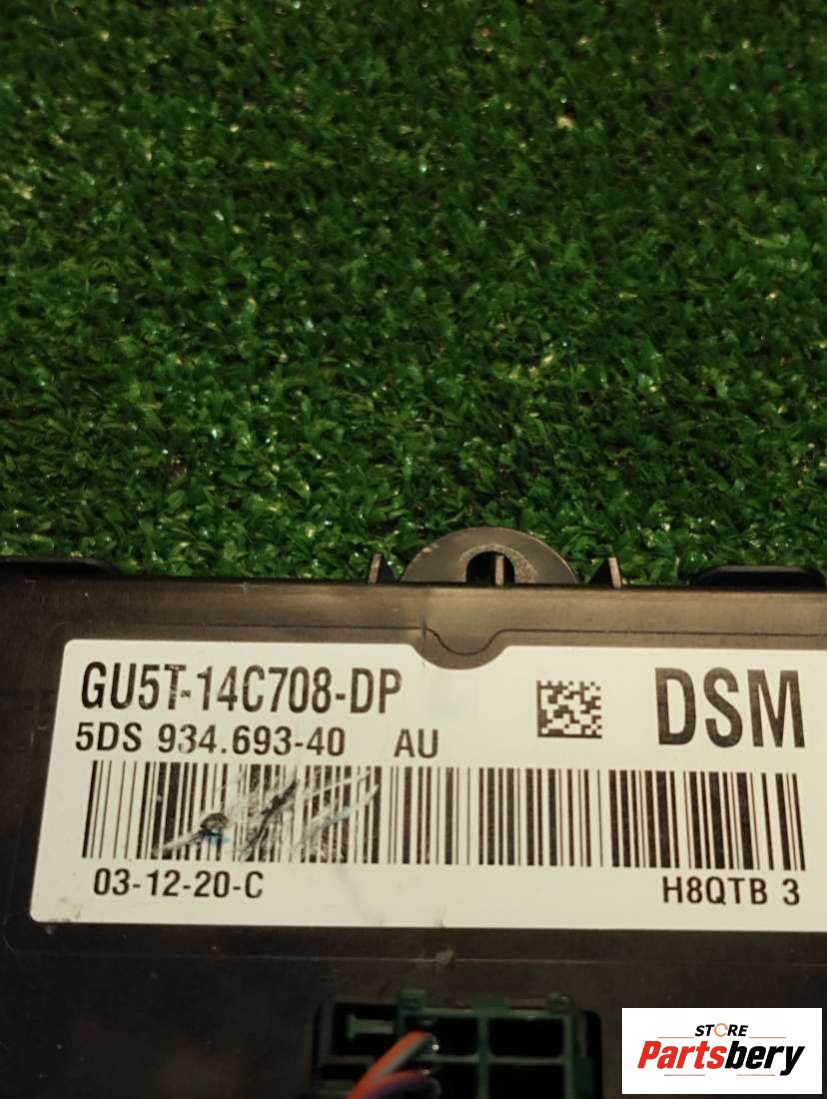 GU5T-14C708-DP
DSM
5DS 934.693-40 AU
03-12-20-C
H8QTB 3
STORE
Partsbery